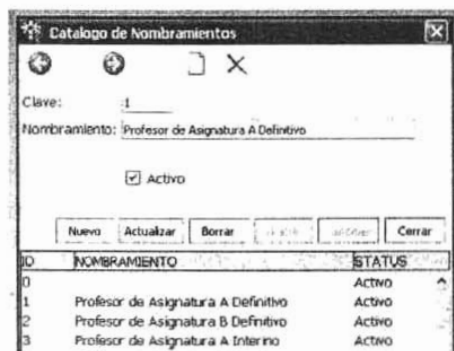 Catalogo de Nombramientos
Clave: 1
Nombramiento: Profesor de Asignatura A Definitivo
Activo
Nuevo Actualizar Borrar Cerrar
ID NOMBRAMIENTO STATUS
0 Activo
1 Profesor de Asignatura A Definitivo Activo
2 Profesor de Asignatura B Definitivo Activo
3 Profesor de Asignatura A Interino Activo